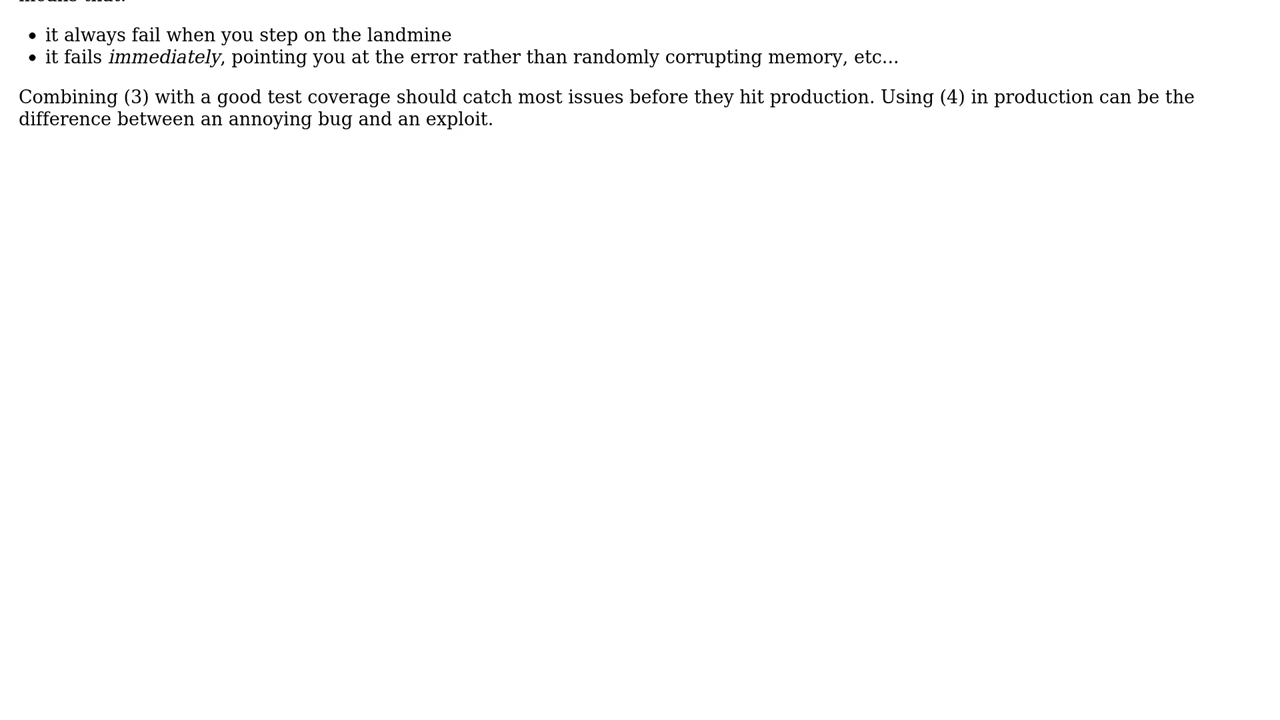 means that:
it always fail when you step on the landmine
it fails immediately, pointing you at the error rather than randomly corrupting memory, etc...
Combining (3) with a good test coverage should catch most issues before they hit production. Using (4) in production can be the
difference between an annoying bug and an exploit.